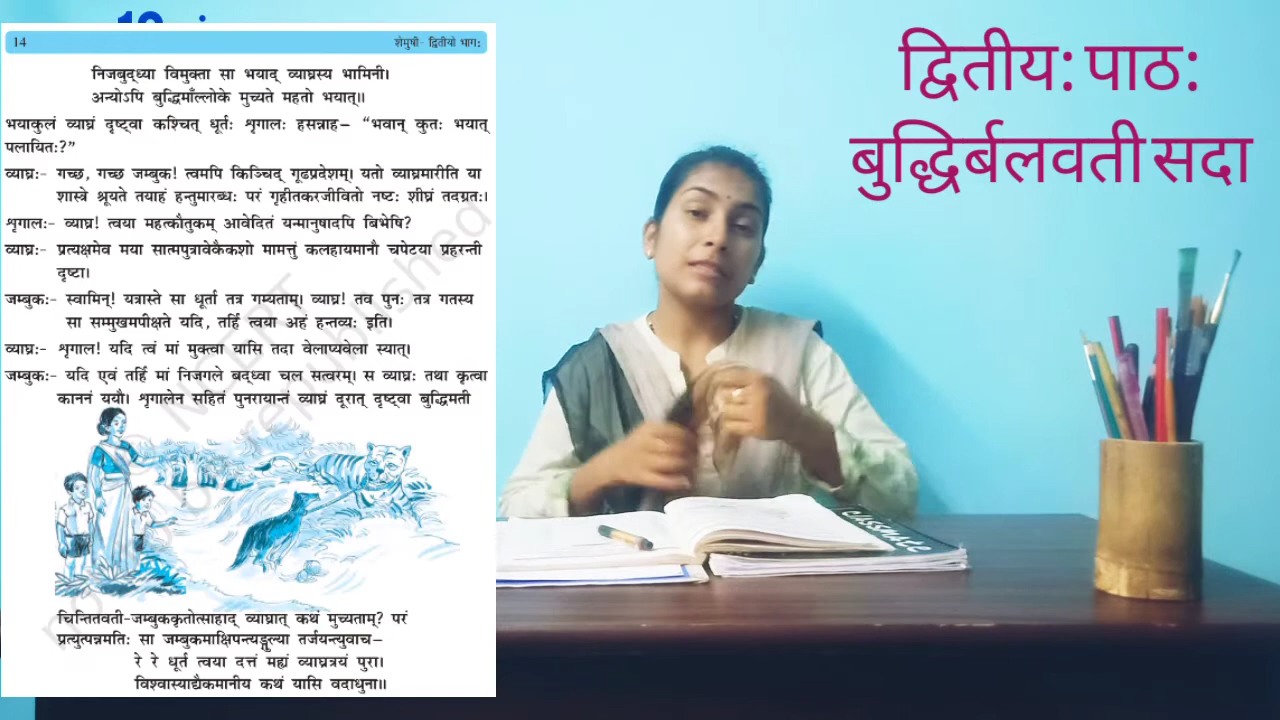 14
शेमुषी- द्वितीयो भागः
निजबुद्ध्या विमुक्ता सा भयाद् व्याघ्रस्य भामिनी।
अन्योऽपि बुद्धिमाँल्लोके मुच्यते महतो भयात्॥
भयाकुलं व्याघ्रं दृष्ट्वा कश्चित् धूर्तः शृगालः हसन्नाह– “भवान् कुतः भयात्
पलायितः?”
व्याघ्रः- गच्छ, गच्छ जम्बुक! त्वमपि किञ्चिद् गूढप्रदेशम्। यतो व्याघ्रमारीति या
शास्त्रे श्रूयते तयाहं हन्तुमारब्धः परं गृहीतकरजीवितो नष्टः शीघ्रं तदग्रतः।
शृगालः- व्याघ्र! त्वया महत्कौतुकम् आवेदितं यन्मानुषादपि बिभेषि?
व्याघ्रः- प्रत्यक्षमेव मया सात्मपुत्रावेकैकशो मामत्तुं कलहायमानौ चपेटया प्रहरन्ती
दृष्टा।
जम्बुकः- स्वामिन्! यत्रास्ते सा धूर्ता तत्र गम्यताम्। व्याघ्र! तव पुनः तत्र गतस्य
सा सम्मुखमपीक्षते यदि, तर्हि त्वया अहं हन्तव्यः इति।
व्याघ्रः- शृगाल! यदि त्वं मां मुक्त्वा यासि तदा वेलाप्यवेला स्यात्।
जम्बुकः- यदि एवं तर्हि मां निजगले बद्ध्वा चल सत्वरम्। स व्याघ्रः तथा कृत्वा
काननं ययौ। शृगालेन सहितं पुनरायान्तं व्याघ्रं दूरात् दृष्ट्वा बुद्धिमती
चिन्तितवती-जम्बुककृतोत्साहाद् व्याघ्रात् कथं मुच्यताम्? परं
प्रत्युत्पन्नमतिः सा जम्बुकमाक्षिपन्त्यङ्गुल्या तर्जयन्त्युवाच–
रे रे धूर्त त्वया दत्तं मह्यं व्याघ्रत्रयं पुरा।
विश्वास्याद्यैकमानीय कथं यासि वदाधुना॥
द्वितीय: पाठ:
बुद्धिर्बलवती सदा
classmate